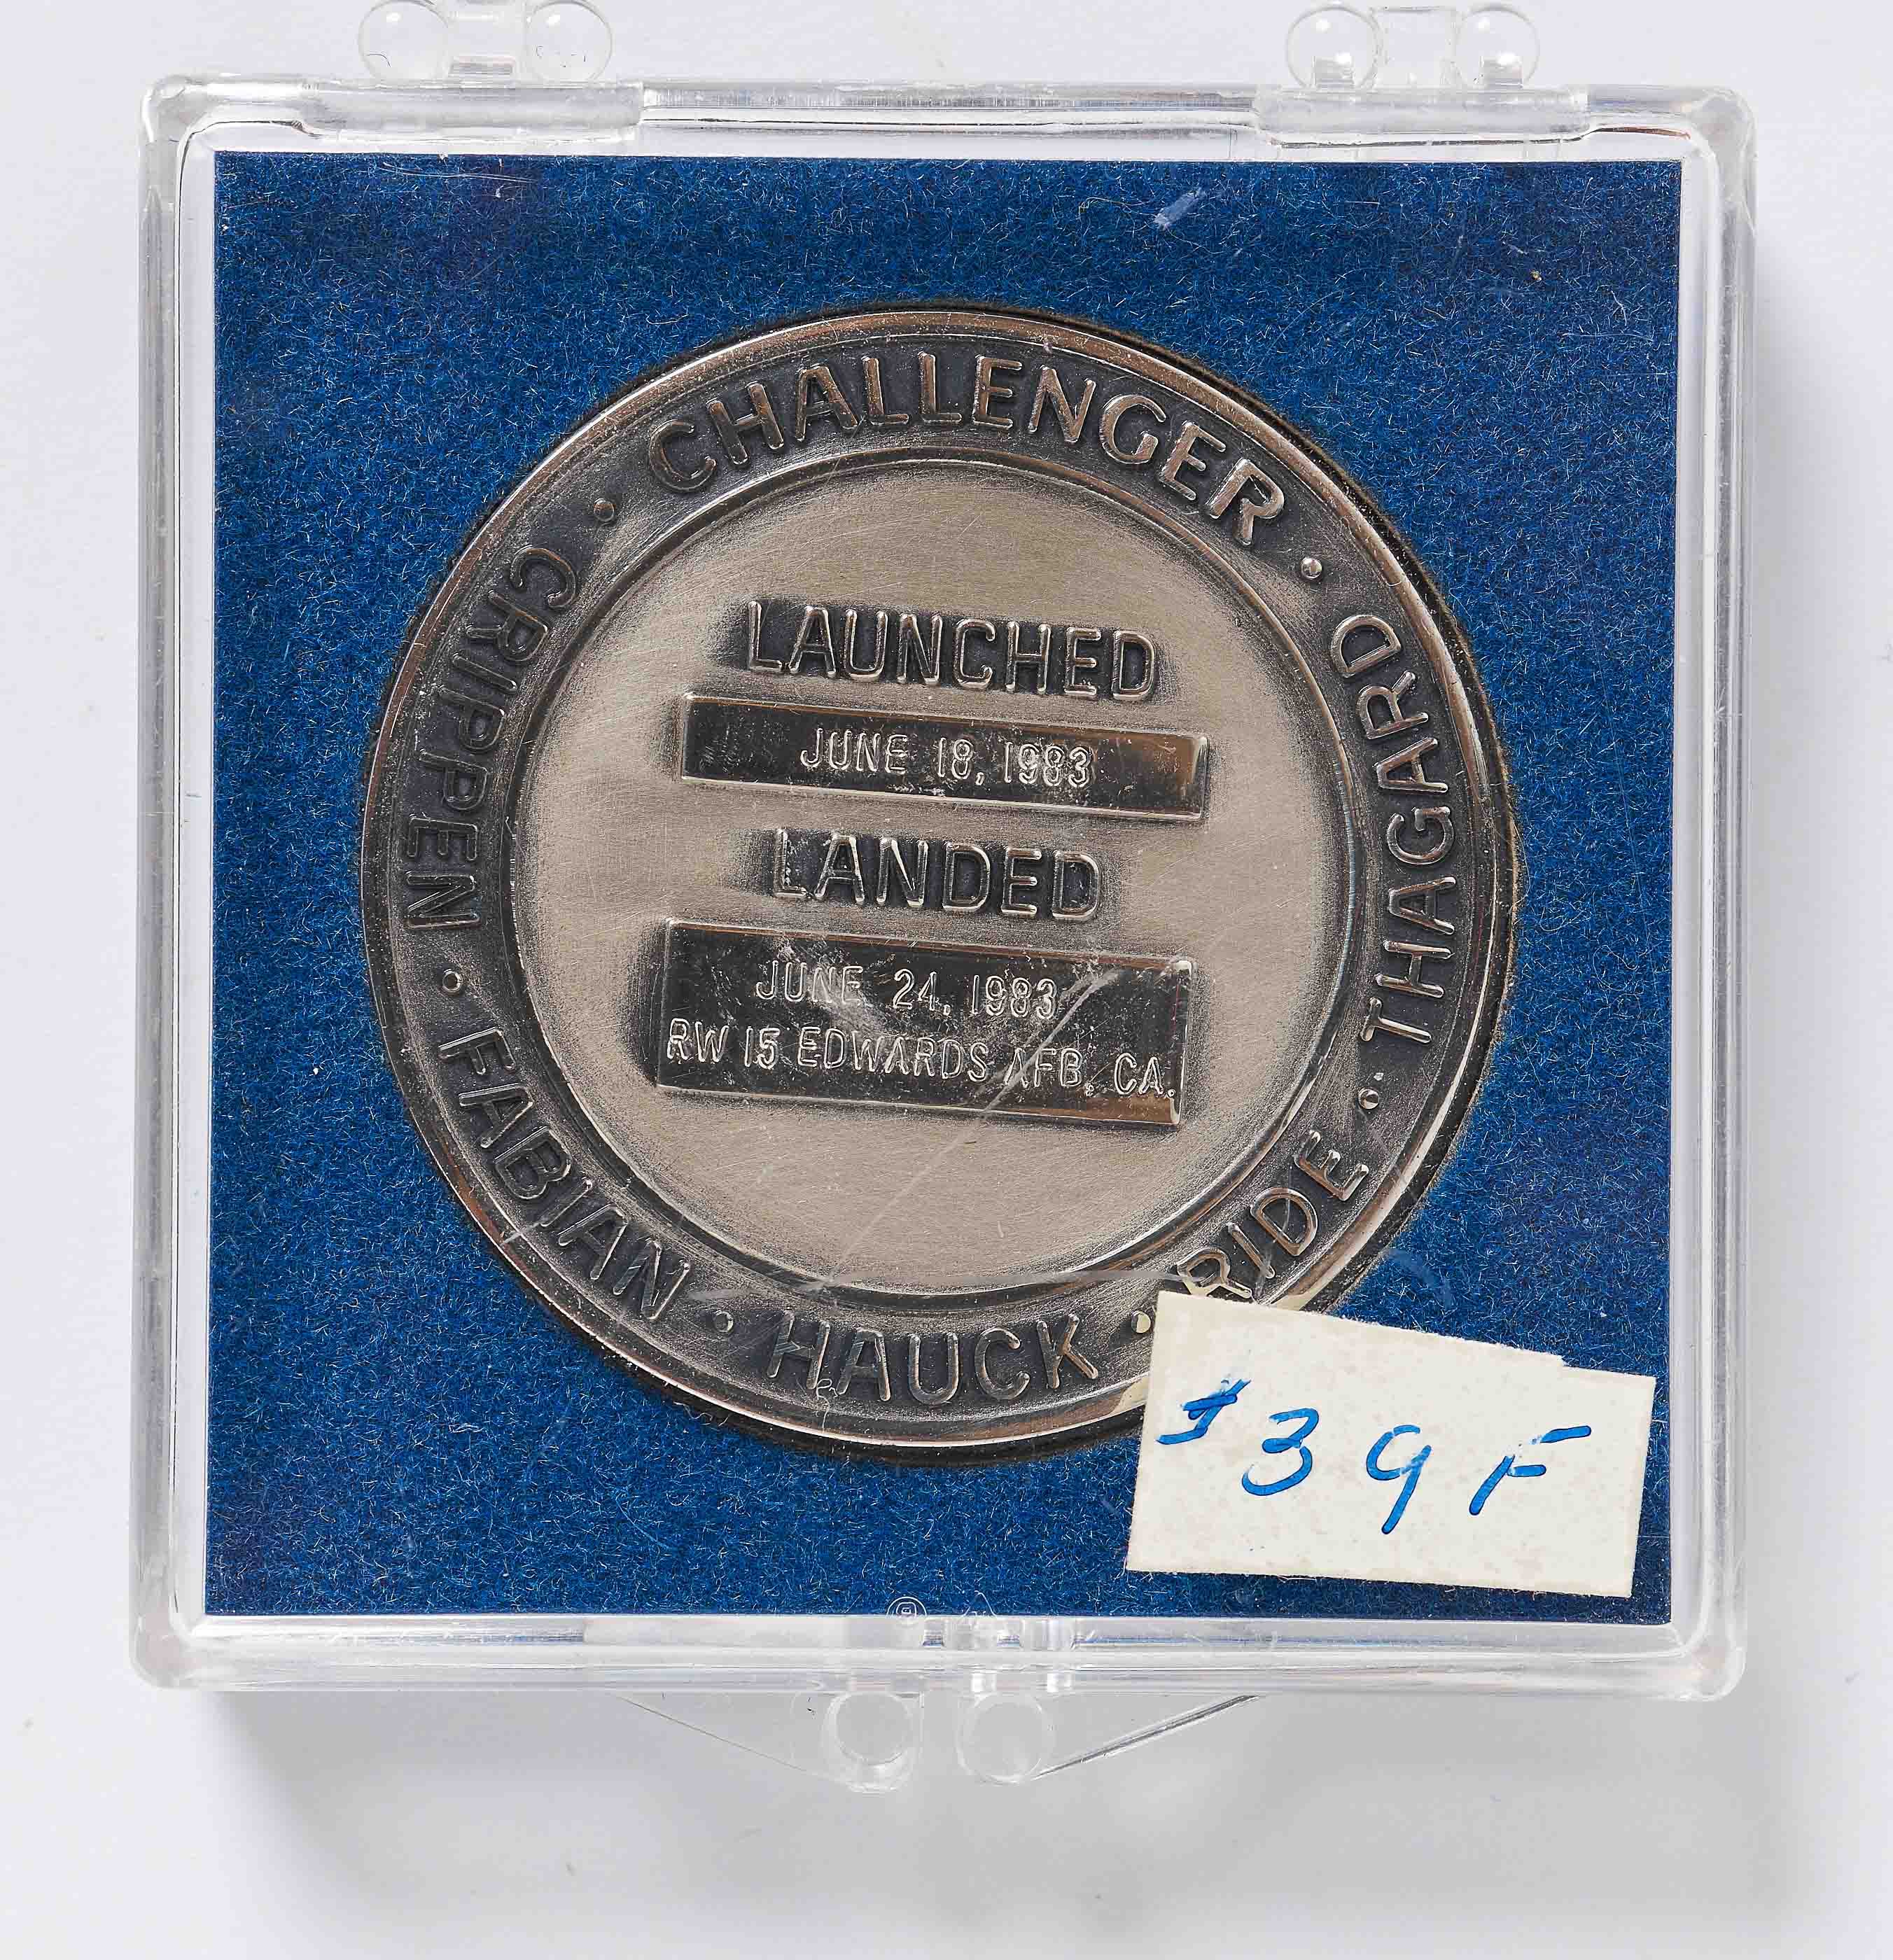 · CHALLENGER · THAGARD · RIDE · HAUCK · FABIAN · CRIPPEN
LAUNCHED
JUNE 18, 1983
LANDED
JUNE 24, 1983
RW 15 EDWARDS AFB, CA.
$39F